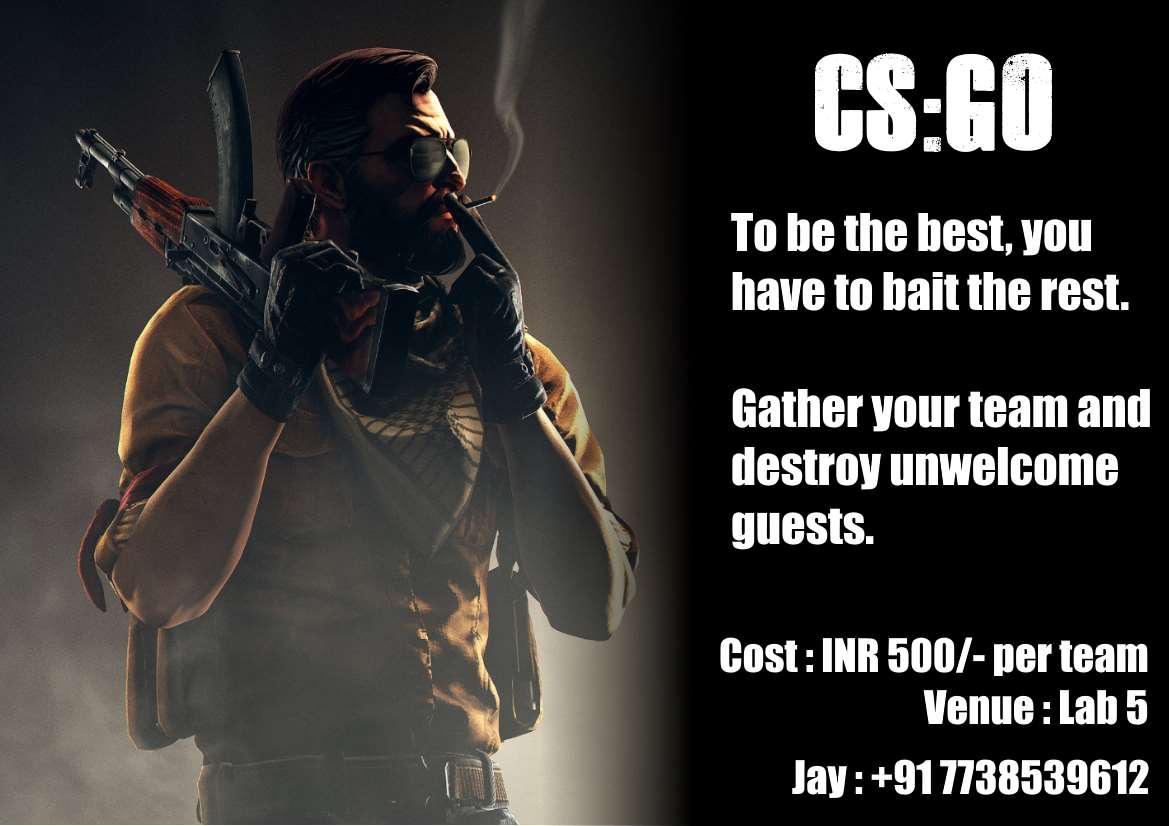 CS:GO
To be the best, you
have to bait the rest.
Gather your team and
destroy unwelcome
guests.
Cost : INR 500/- per team
Venue : Lab 5
Jay : +91 7738539612